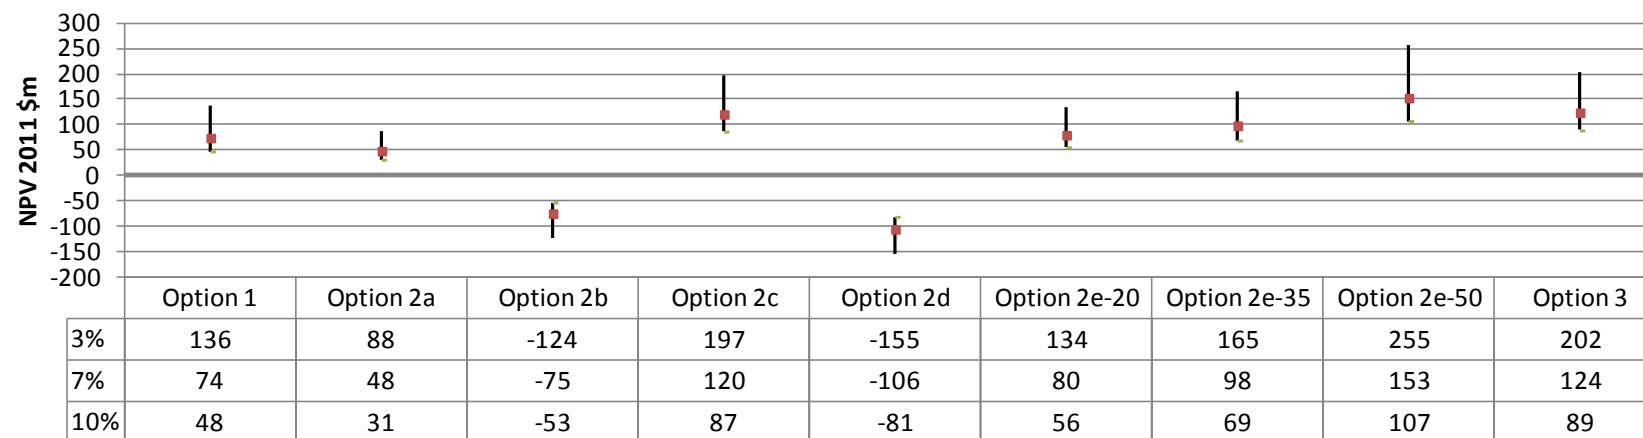 300
250
200
150
100
50
0
-50
-100
-150
-200
NPV 2011 $m
Option 1 Option 2a Option 2b Option 2c Option 2d Option 2e-20 Option 2e-35 Option 2e-50 Option 3
3% 136 88 -124 197 -155 134 165 255 202
7% 74 48 -75 120 -106 80 98 153 124
10% 48 31 -53 87 -81 56 69 107 89